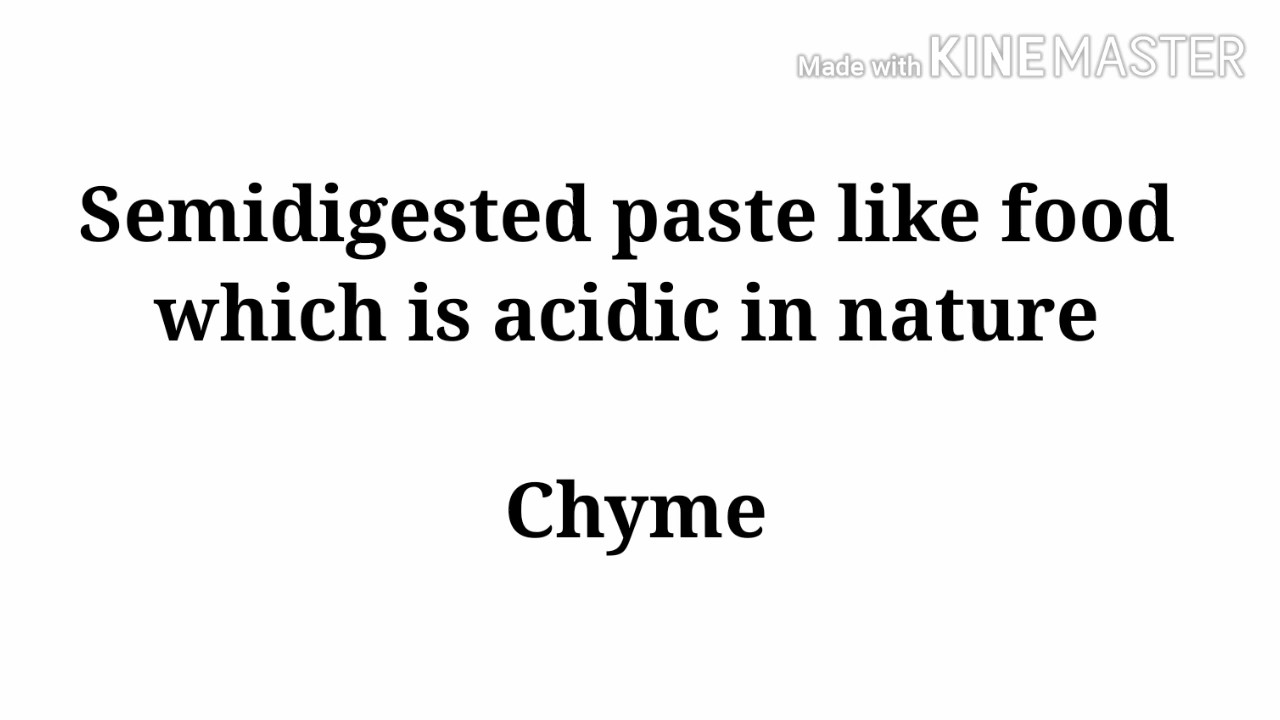 Made with KINEMASTER
Semidigested paste like food
which is acidic in nature
Chyme